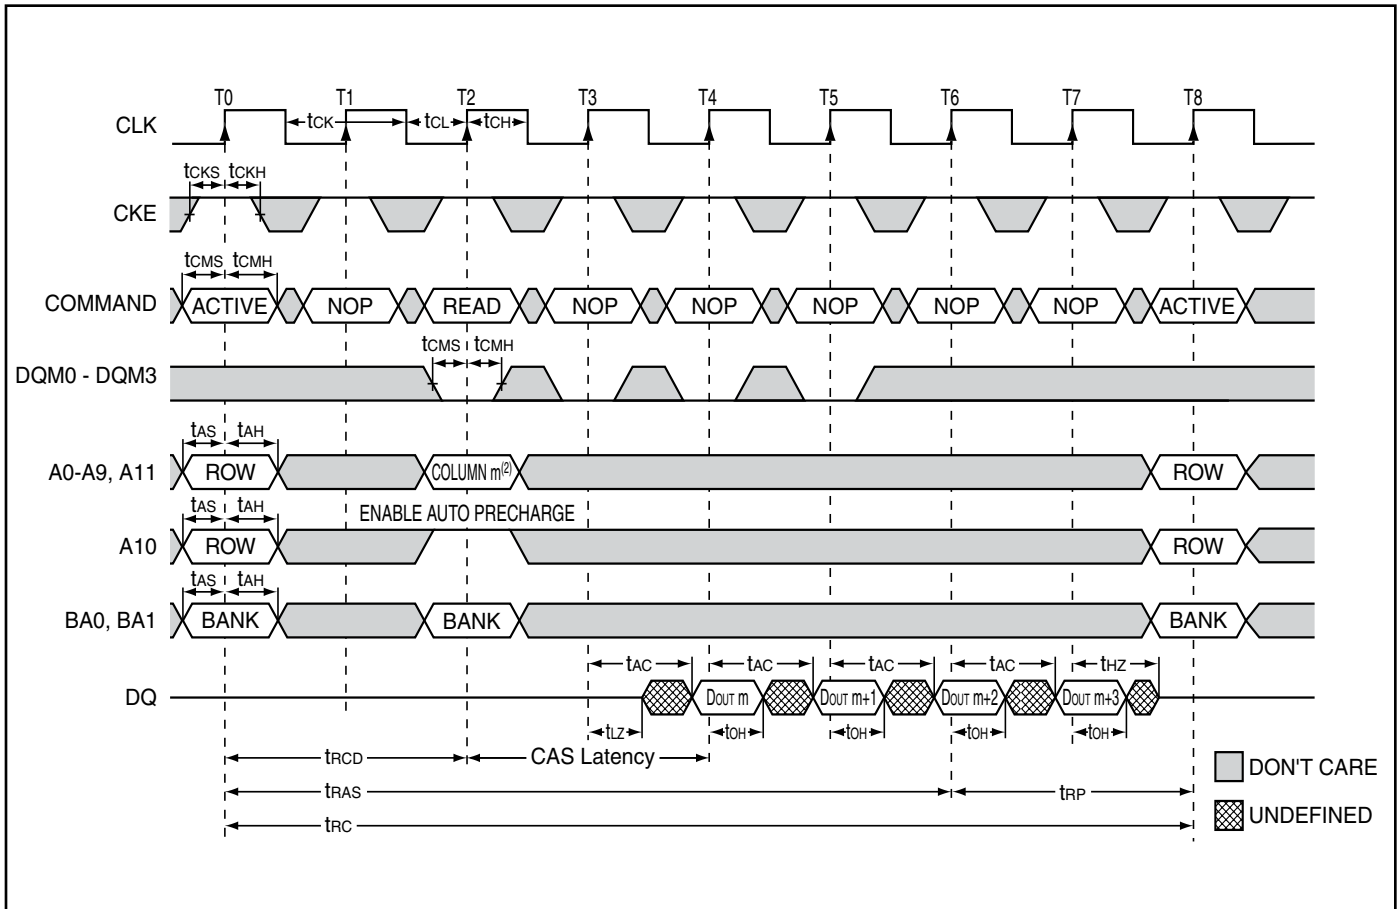 T0 T1 T2 T3 T4 T5 T6 T7 T8
CLK tCK tCL tCH
tCKS tCKH
CKE
tCMS tCMH
COMMAND ACTIVE NOP READ NOP NOP NOP NOP NOP ACTIVE
tCMS tCMH
DQM0 - DQM3
tAS tAH
A0-A9, A11 ROW COLUMN m(2) ROW
tAS tAH ENABLE AUTO PRECHARGE
A10 ROW ROW
tAS tAH
BA0, BA1 BANK BANK BANK
tAC tAC tAC tAC tHZ
DQ DOUT m DOUT m+1 DOUT m+2 DOUT m+3
tLZ tOH tOH tOH tOH
tRCD CAS Latency
DON'T CARE
tRAS tRP
UNDEFINED
tRC